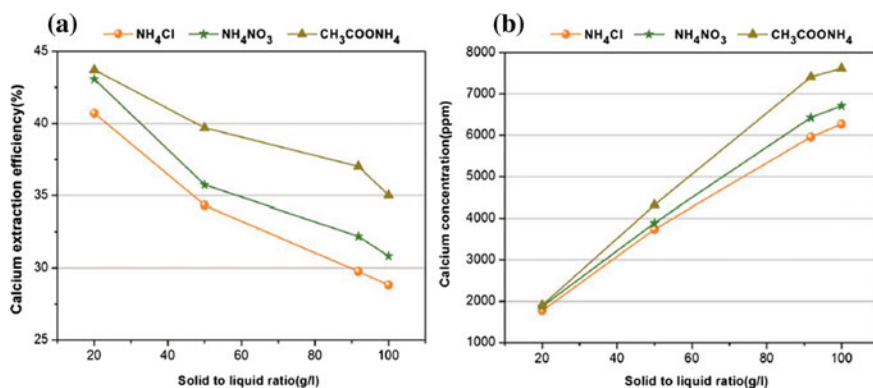 (a)
NH₄Cl NH₄NO₃ CH₃COONH₄
Calcium extraction efficiency(%)
45
40
35
30
25
20 40 60 80 100
Solid to liquid ratio(g/l)
(b)
NH₄Cl NH₄NO₃ CH₃COONH₄
Calcium concentration(ppm)
8000
7000
6000
5000
4000
3000
2000
1000
20 40 60 80 100
Solid to liquid ratio(g/l)